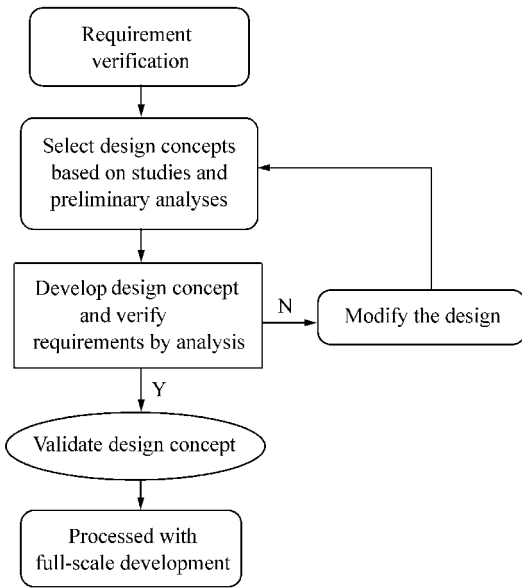 Requirement
verification
Select design concepts
based on studies and
preliminary analyses
Develop design concept
and verify
requirements by analysis
N
Modify the design
Y
Validate design concept
Processed with
full-scale development